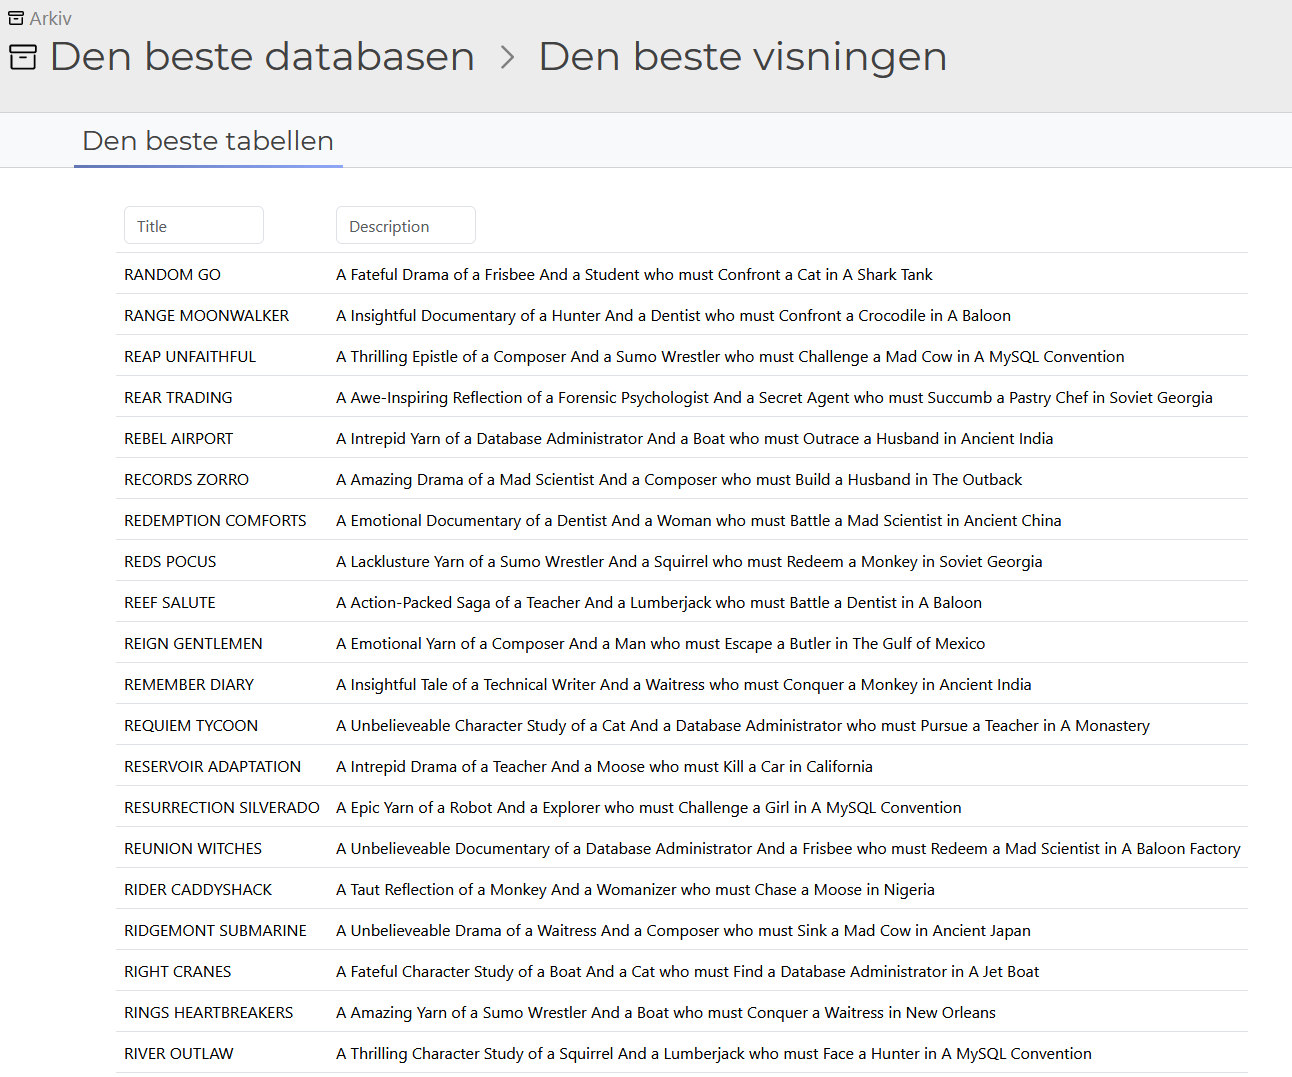 Arkiv
Den beste databasen > Den beste visningen
Den beste tabellen
Title Description
RANDOM GO A Fateful Drama of a Frisbee And a Student who must Confront a Cat in A Shark Tank
RANGE MOONWALKER A Insightful Documentary of a Hunter And a Dentist who must Confront a Crocodile in A Baloon
REAP UNFAITHFUL A Thrilling Epistle of a Composer And a Sumo Wrestler who must Challenge a Mad Cow in A MySQL Convention
REAR TRADING A Awe-Inspiring Reflection of a Forensic Psychologist And a Secret Agent who must Succumb a Pastry Chef in Soviet Georgia
REBEL AIRPORT A Intrepid Yarn of a Database Administrator And a Boat who must Outrace a Husband in Ancient India
RECORDS ZORRO A Amazing Drama of a Mad Scientist And a Composer who must Build a Husband in The Outback
REDEMPTION COMFORTS A Emotional Documentary of a Dentist And a Woman who must Battle a Mad Scientist in Ancient China
REDS POCUS A Lacklusture Yarn of a Sumo Wrestler And a Squirrel who must Redeem a Monkey in Soviet Georgia
REEF SALUTE A Action-Packed Saga of a Teacher And a Lumberjack who must Battle a Dentist in A Baloon
REIGN GENTLEMEN A Emotional Yarn of a Composer And a Man who must Escape a Butler in The Gulf of Mexico
REMEMBER DIARY A Insightful Tale of a Technical Writer And a Waitress who must Conquer a Monkey in Ancient India
REQUIEM TYCOON A Unbelieveable Character Study of a Cat And a Database Administrator who must Pursue a Teacher in A Monastery
RESERVOIR ADAPTATION A Intrepid Drama of a Teacher And a Moose who must Kill a Car in California
RESURRECTION SILVERADO A Epic Yarn of a Robot And a Explorer who must Challenge a Girl in A MySQL Convention
REUNION WITCHES A Unbelieveable Documentary of a Database Administrator And a Frisbee who must Redeem a Mad Scientist in A Baloon Factory
RIDER CADDYSHACK A Taut Reflection of a Monkey And a Womanizer who must Chase a Moose in Nigeria
RIDGEMONT SUBMARINE A Unbelieveable Drama of a Waitress And a Composer who must Sink a Mad Cow in Ancient Japan
RIGHT CRANES A Fateful Character Study of a Boat And a Cat who must Find a Database Administrator in A Jet Boat
RINGS HEARTBREAKERS A Amazing Yarn of a Sumo Wrestler And a Boat who must Conquer a Waitress in New Orleans
RIVER OUTLAW A Thrilling Character Study of a Squirrel And a Lumberjack who must Face a Hunter in A MySQL Convention